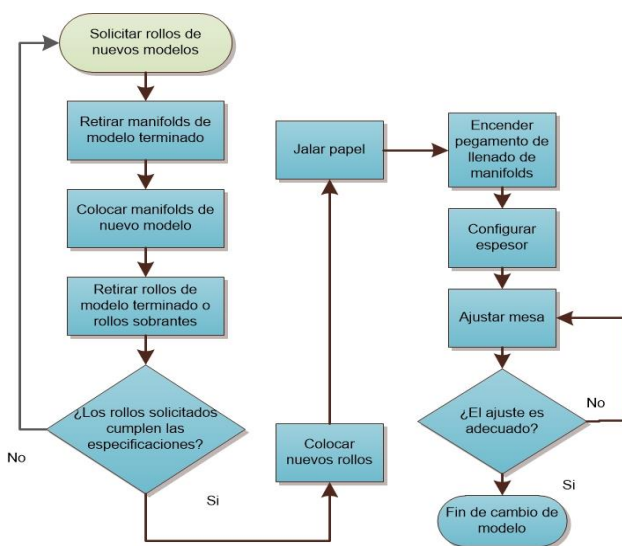 Solicitar rollos de
nuevos modelos
Retirar manifolds de
modelo terminado
Colocar manifolds de
nuevo modelo
Retirar rollos de
modelo terminado o
rollos sobrantes
¿Los rollos solicitados
cumplen las
especificaciones?
No
Si
Colocar
nuevos rollos
Jalar papel
Encender
pegamento de
llenado de
manifolds
Configurar
espesor
Ajustar mesa
¿El ajuste es
adecuado?
No
Si
Fin de cambio de
modelo